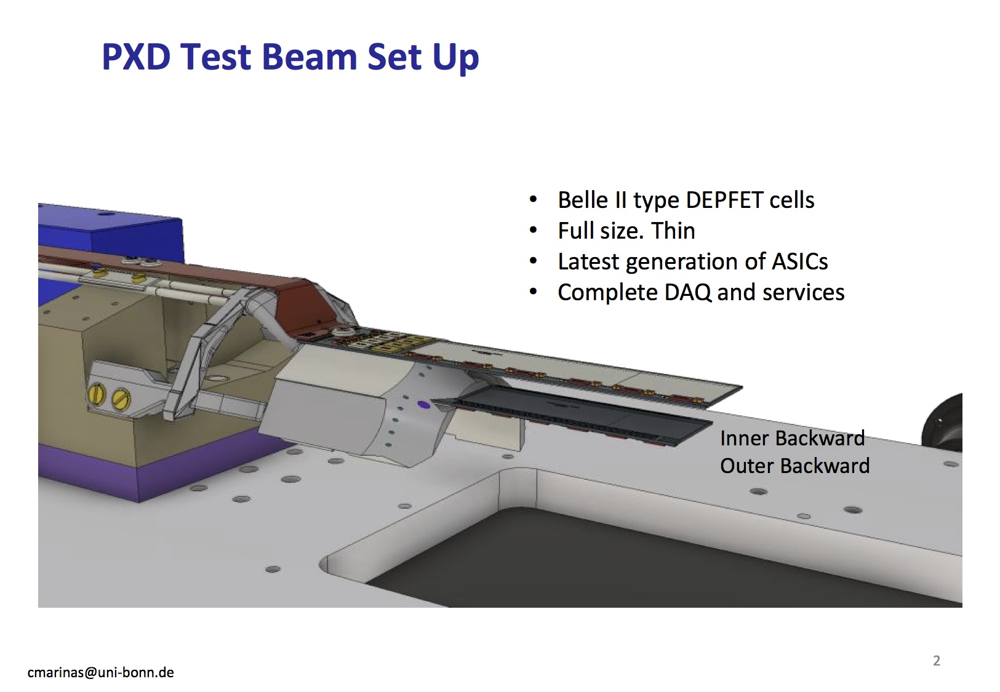 PXD Test Beam Set Up
• Belle II type DEPFET cells
• Full size. Thin
• Latest generation of ASICs
• Complete DAQ and services
Inner Backward
Outer Backward
cmarinas@uni-bonn.de
2